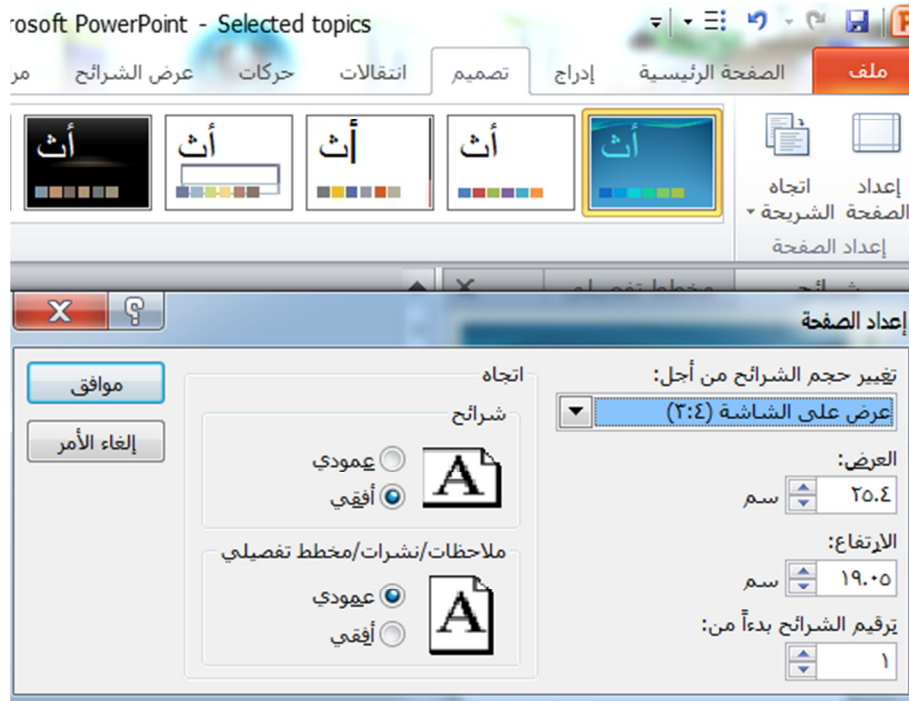 rosoft PowerPoint - Selected topics
ملف
الصفحة الرئيسية
إدراج
تصميم
انتقالات
حركات
عرض الشرائح
مر
إعداد الصفحة
اتجاه الشريحة
أث
أث
أث
أث
أث
إعداد الصفحة
شرائح
مخطط تفصيلي
إعداد الصفحة
تغيير حجم الشرائح من أجل:
عرض على الشاشة (٣:٤)
العرض:
٢٥.٤ سم
الارتفاع:
١٩.٠٥ سم
ترقيم الشرائح بدءاً من:
١
اتجاه
شرائح
A
عمودي
أفقي
ملاحظات/نشرات/مخطط تفصيلي
A
عمودي
أفقي
موافق
إلغاء الأمر